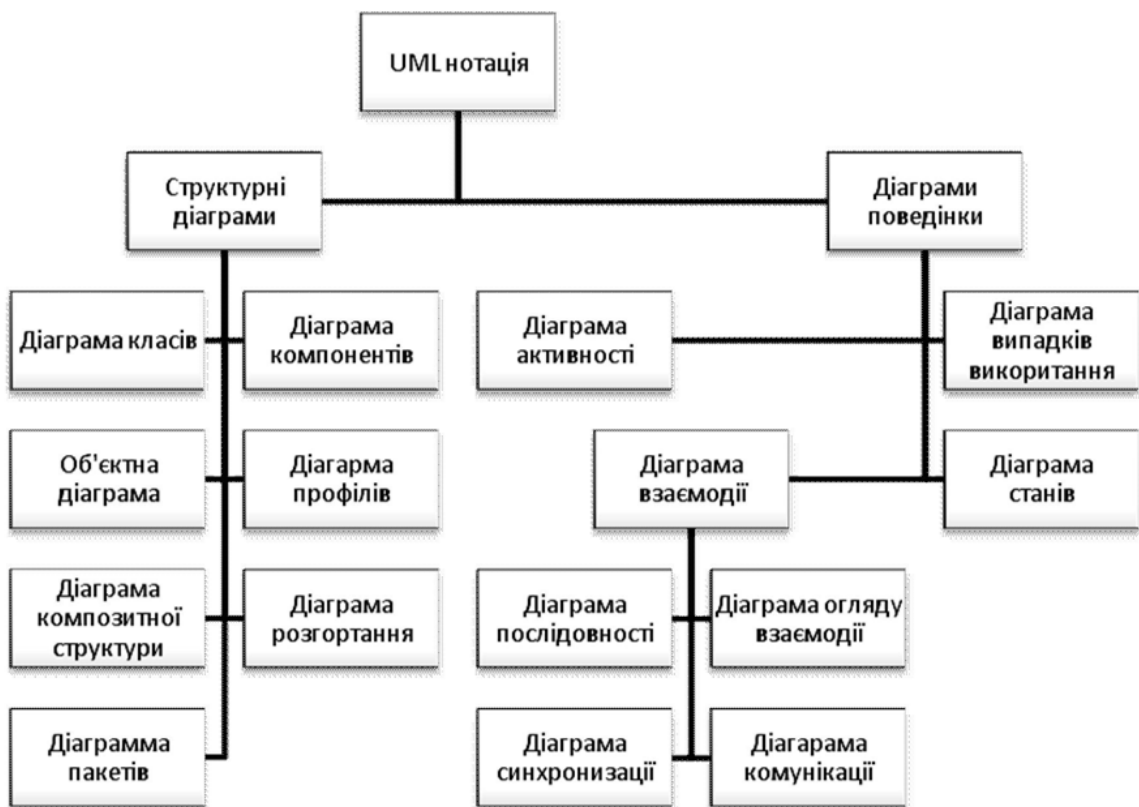 UML нотація
Структурні
діаграми
Діаграми
поведінки
Діаграма класів
Діаграма
компонентів
Діаграма
активності
Діаграма
випадків
викоритання
Об'єктна
діаграма
Діагарма
профілів
Діаграма
взаємодії
Діаграма
станів
Діаграма
композитної
структури
Діаграма
розгортання
Діаграма
послідовності
Діаграма огляду
взаємодії
Діаграмма
пакетів
Діаграма
синхронизації
Діагарама
комунікації